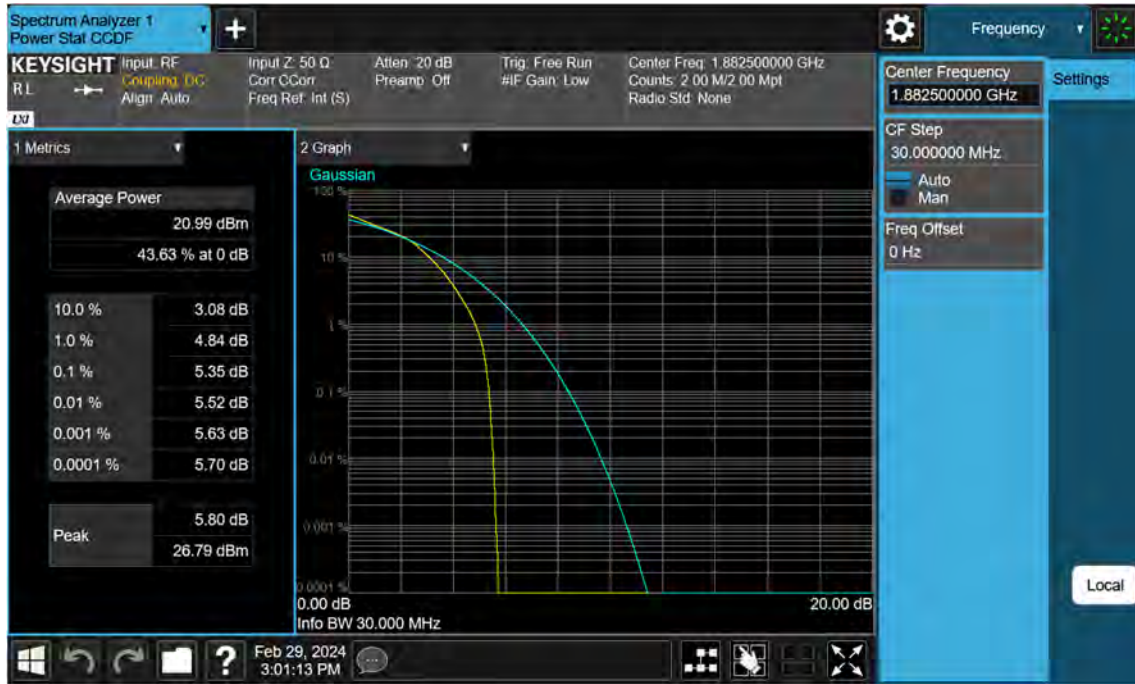 Spectrum Analyzer 1
Power Stat CCDF
+
Frequency
KEYSIGHT
RL
LXI
Input: RF
Coupling: DC
Align: Auto
Input Z: 50 Ω
Corr CCorr
Freq Ref: Int (S)
Atten: 20 dB
Preamp: Off
Trig: Free Run
#IF Gain: Low
Center Freq: 1.882500000 GHz
Counts: 2.00 M/2.00 Mpt
Radio Std: None
Center Frequency
1.882500000 GHz
Settings
CF Step
30.000000 MHz
Auto
Man
Freq Offset
0 Hz
Local
1 Metrics
Average Power
20.99 dBm
43.63 % at 0 dB
10.0 % 3.08 dB
1.0 % 4.84 dB
0.1 % 5.35 dB
0.01 % 5.52 dB
0.001 % 5.63 dB
0.0001 % 5.70 dB
Peak
5.80 dB
26.79 dBm
2 Graph
Gaussian
100 %
10 %
1 %
0.1 %
0.01 %
0.001 %
0.0001 %
0.00 dB
20.00 dB
Info BW 30.000 MHz
?
Feb 29, 2024
3:01:13 PM